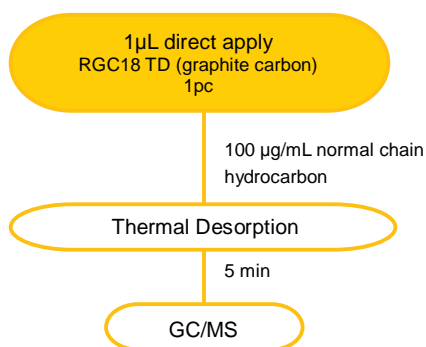 1µL direct apply
RGC18 TD (graphite carbon)
1pc
100 µg/mL normal chain
hydrocarbon
Thermal Desorption
5 min
GC/MS